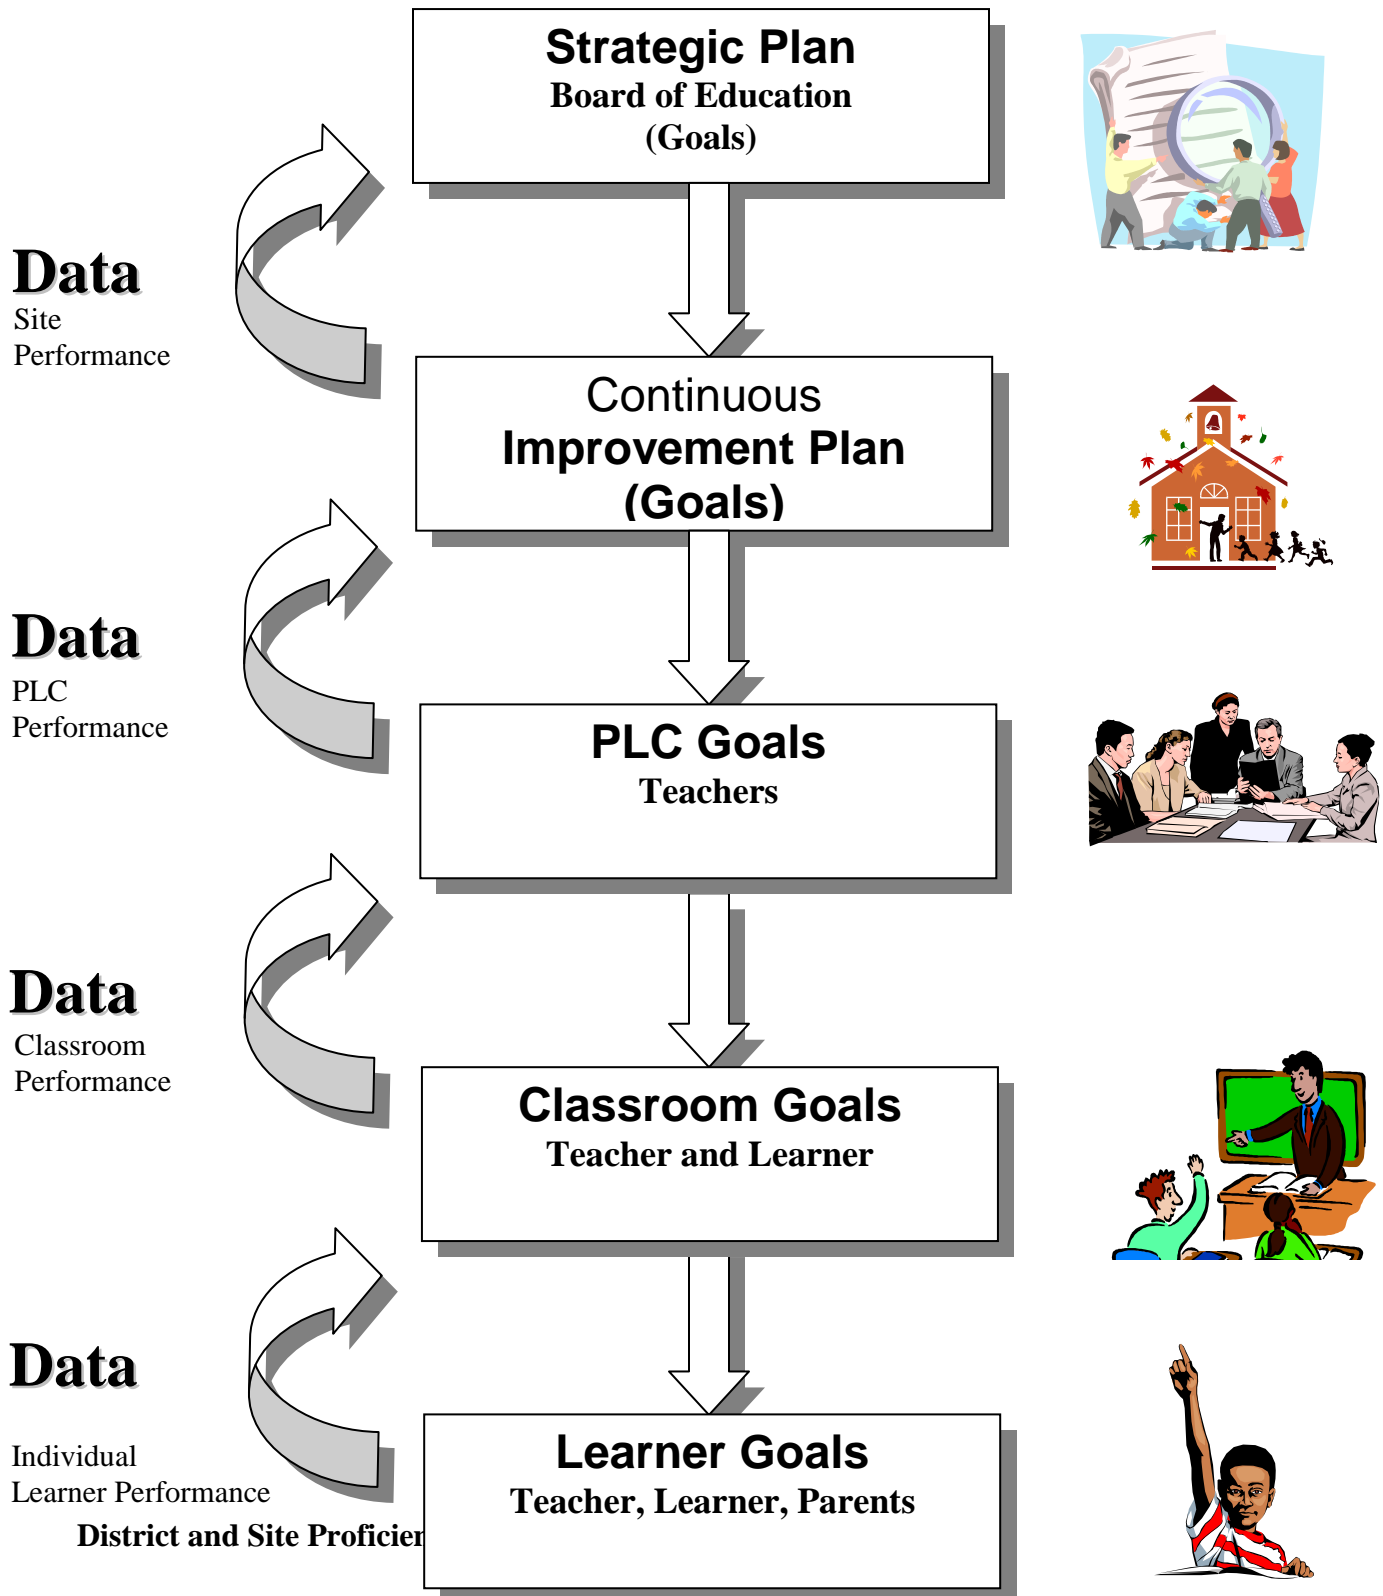 Strategic Plan
Board of Education
(Goals)
Data
Site
Performance
Continuous
Improvement Plan
(Goals)
Data
PLC
Performance
PLC Goals
Teachers
Data
Classroom
Performance
Classroom Goals
Teacher and Learner
Data
Individual
Learner Performance
Learner Goals
Teacher, Learner, Parents
District and Site